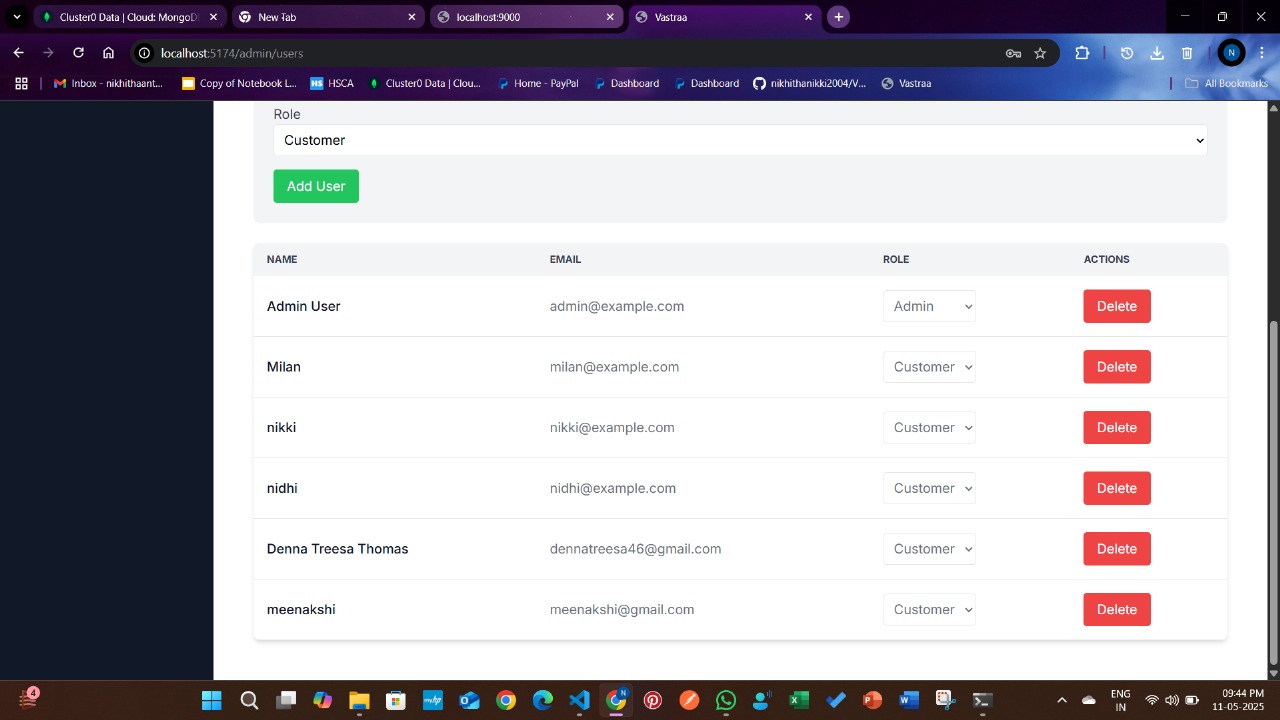 Cluster0 Data | Cloud: MongoD
New Tab
localhost:9000
Vastraa
localhost:5174/admin/users
N
Inbox - nikhithaant...
Copy of Notebook L...
HS HSCA
Cluster0 Data | Clou...
Home - PayPal
Dashboard
Dashboard
nikhithanikki2004/V...
Vastraa
All Bookmarks
Role
Customer
Add User
NAME EMAIL ROLE ACTIONS
Admin User admin@example.com Admin Delete
Milan milan@example.com Customer Delete
nikki nikki@example.com Customer Delete
nidhi nidhi@example.com Customer Delete
Denna Treesa Thomas dennatreesa46@gmail.com Customer Delete
meenakshi meenakshi@gmail.com Customer Delete
4
myhp
N
ENG
IN
09:44 PM
11-05-2025